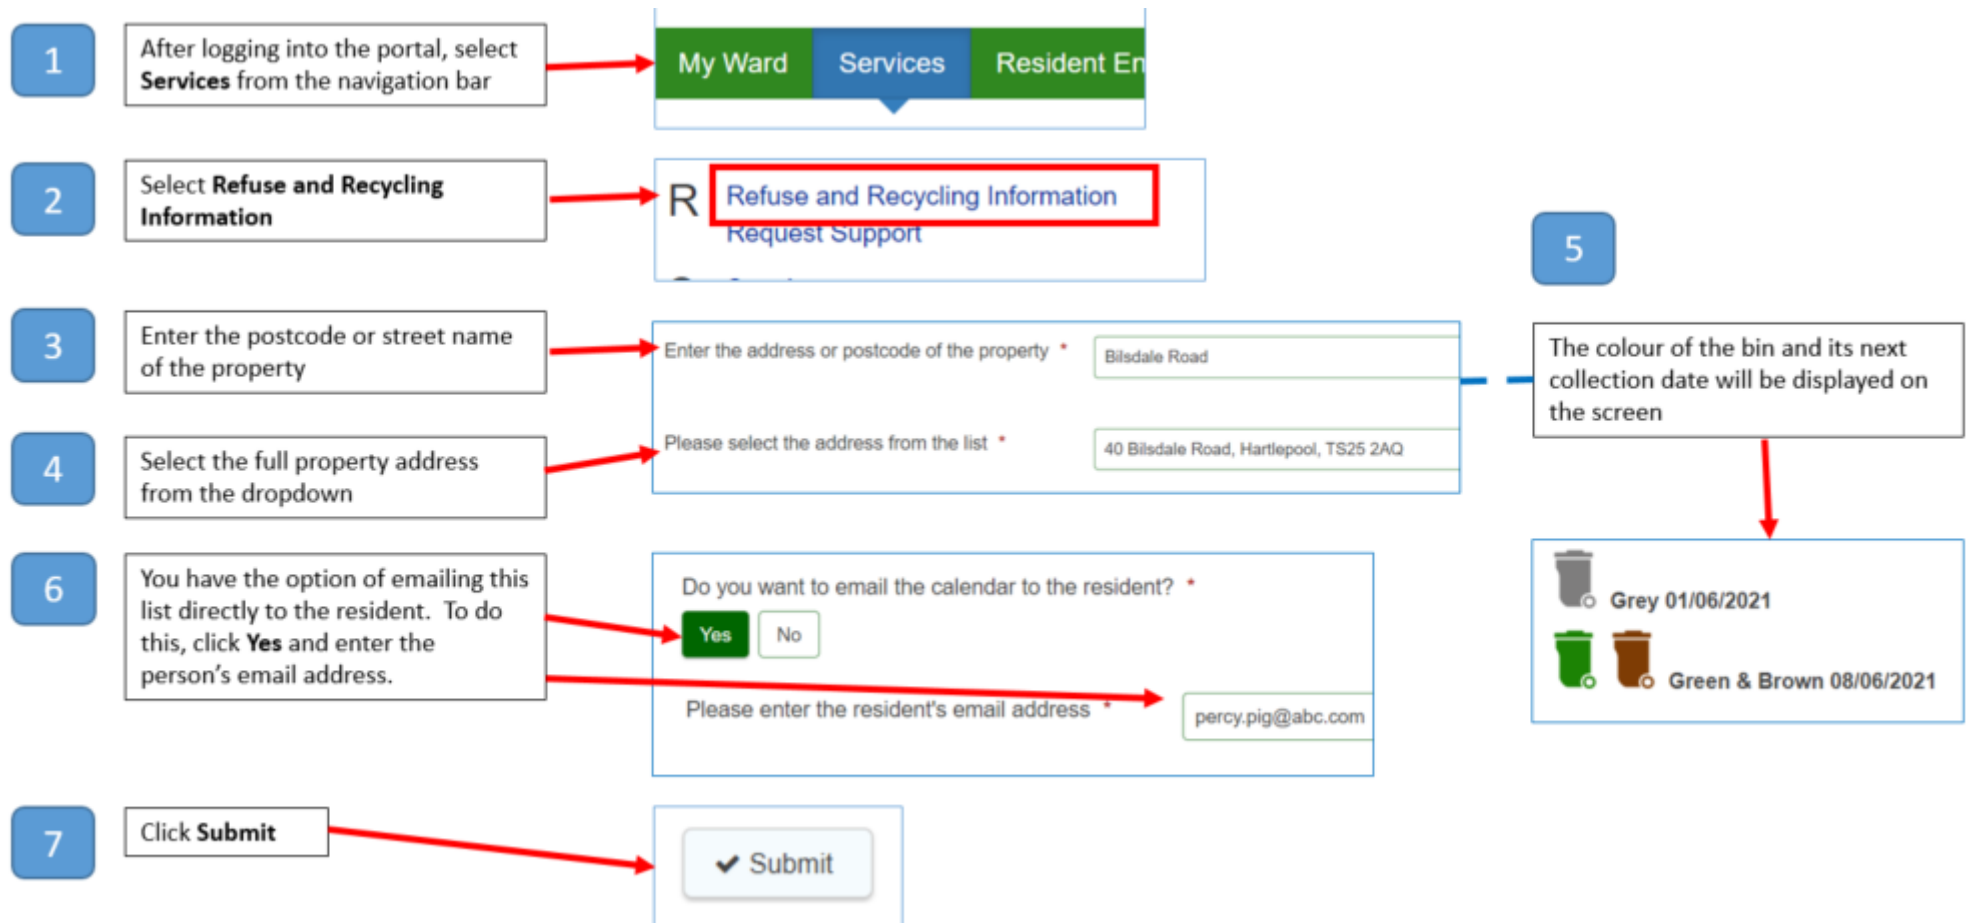 1
After logging into the portal, select
Services from the navigation bar
My Ward Services Resident En
2
Select Refuse and Recycling
Information
R Refuse and Recycling Information
Request Support
3
Enter the postcode or street name
of the property
Enter the address or postcode of the property * Bilsdale Road
4
Select the full property address
from the dropdown
Please select the address from the list * 40 Bilsdale Road, Hartlepool, TS25 2AQ
5
The colour of the bin and its next
collection date will be displayed on
the screen
Grey 01/06/2021
Green & Brown 08/06/2021
6
You have the option of emailing this
list directly to the resident. To do
this, click Yes and enter the
person's email address.
Do you want to email the calendar to the resident? *
Yes No
Please enter the resident's email address * percy.pig@abc.com
7
Click Submit
✔ Submit